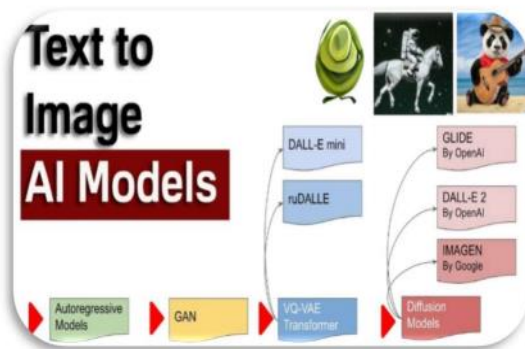 Text to
Image
AI Models
DALL-E mini
ruDALLE
GLIDE
By OpenAI
DALL-E 2
By OpenAI
IMAGEN
By Google
Autoregressive
Models
GAN
VQ-VAE
Transformer
Diffusion
Models